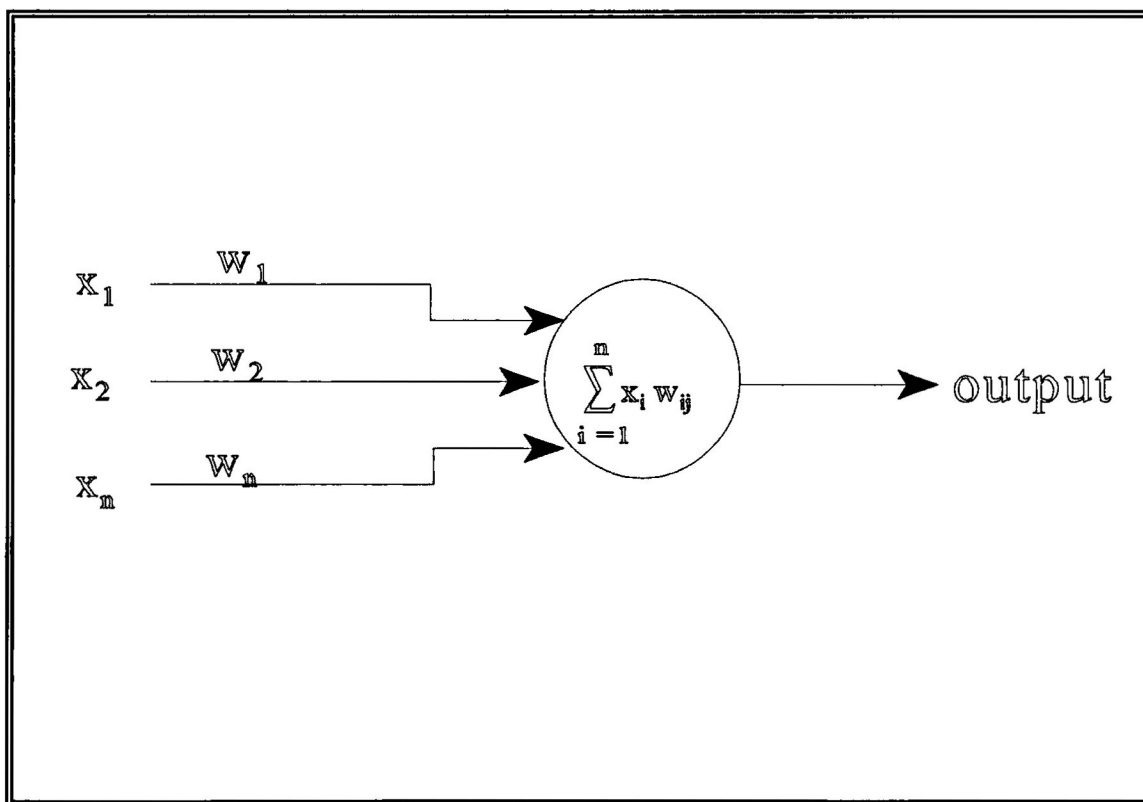 w₁
x₁
w₂
x₂
wₙ
xₙ
n
∑ xᵢ wᵢⱼ
i = 1
output